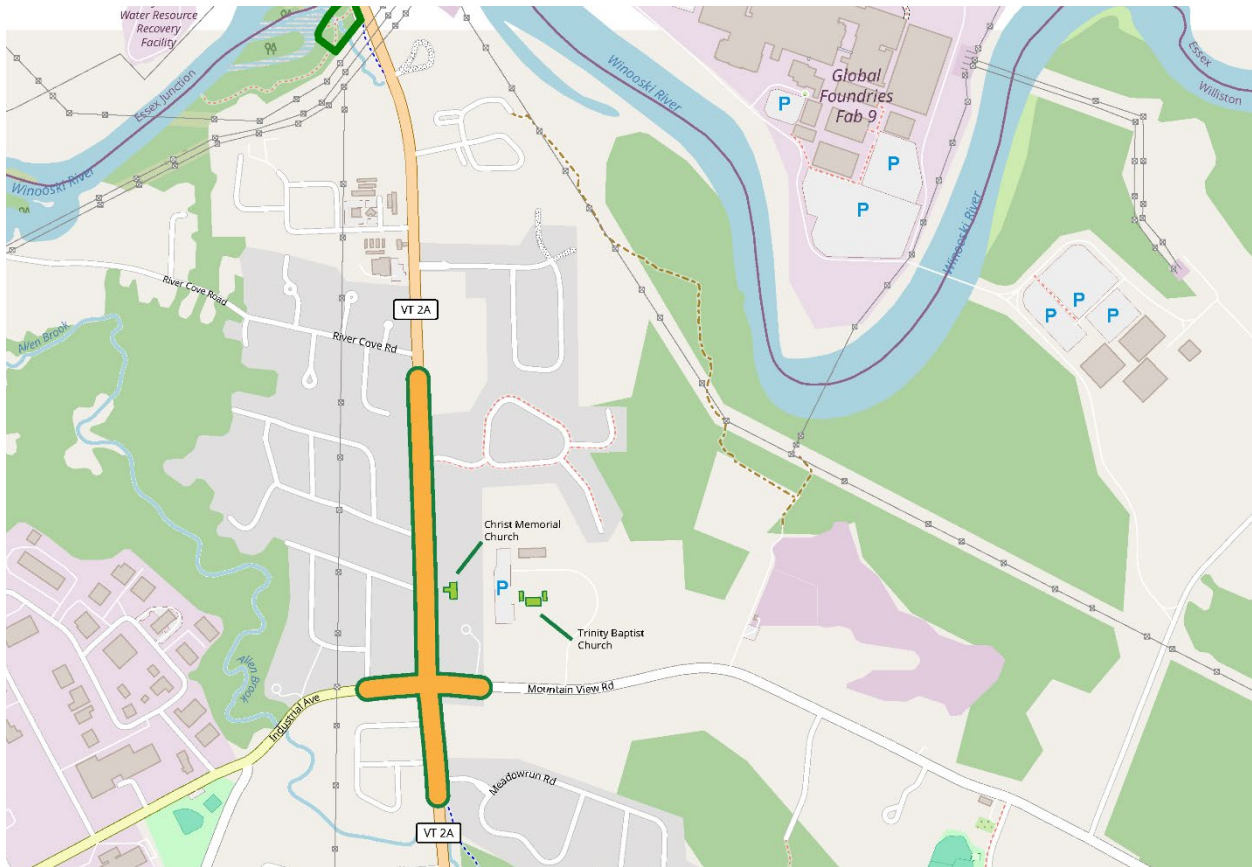 Water Resource
Recovery
Facility
Essex Junction
Winooski River
Winooski River
Global
Foundries
Fab 9
P
P
P
Essex
Williston
Winooski River
P
P
P
River Cove Road
VT 2A
River Cove Rd
Allen Brook
Christ Memorial
Church
P
Trinity Baptist
Church
Allen Brook
Industrial Ave
Mountain View Rd
Meadowrun Rd
VT 2A